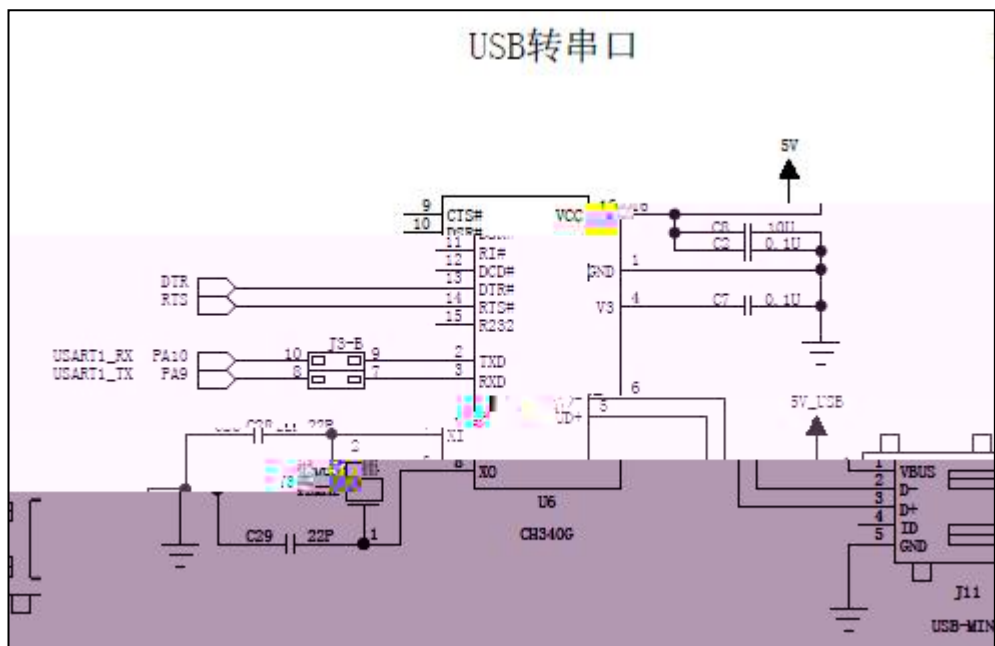 USB转串口
5V
9 CTS# VCC
10
C8 10U
11 RI# C2 0.1U
12 DCD# GND 1
DTR 13 DTR#
RTS 14 RTS# V3 4 C7 0.1U
15 R232
J3-B
USART1_RX PA10 10 9 2 TXD
USART1_TX PA9 8 7 3 RXD
6
UD+ 5 5V_USB
22P XI
2
XO
1 VBUS
2 D-
3 D+
4 ID
5 GND
U6
CH340G
C29 22P 1
J11
USB-MIN